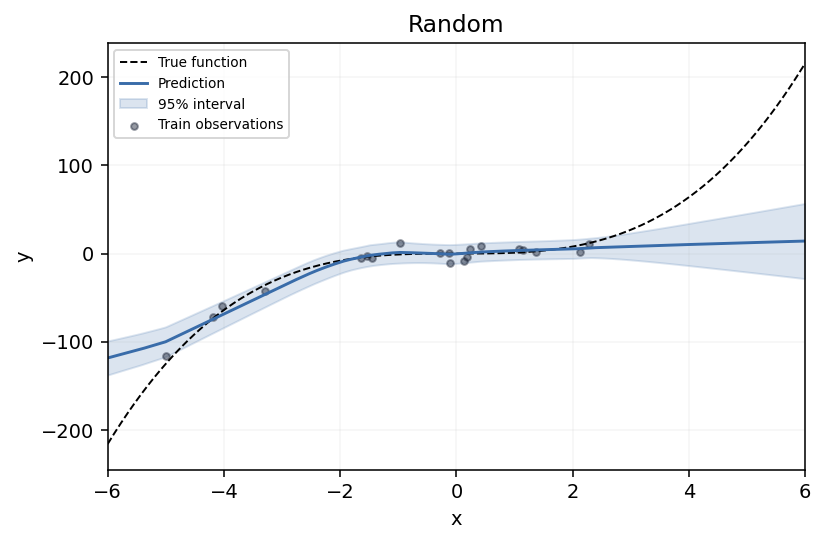 Random
True function
Prediction
95% interval
Train observations
200
100
0
−100
−200
y
−6
−4
−2
0
2
4
6
x